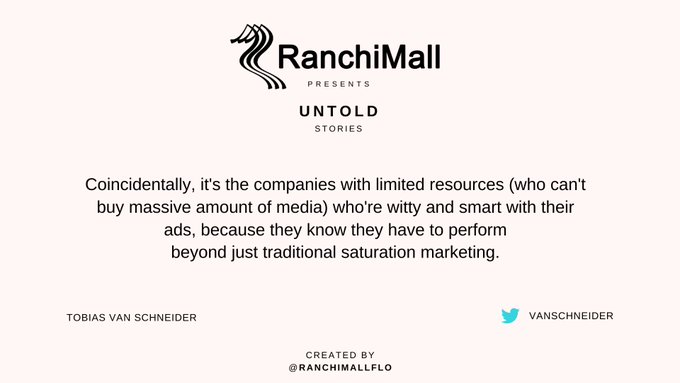 RanchiMall
PRESENTS
UNTOLD
STORIES
Coincidentally, it's the companies with limited resources (who can't
buy massive amount of media) who're witty and smart with their
ads, because they know they have to perform
beyond just traditional saturation marketing.
TOBIAS VAN SCHNEIDER
VANSCHNEIDER
CREATED BY
@RANCHIMALLFLO